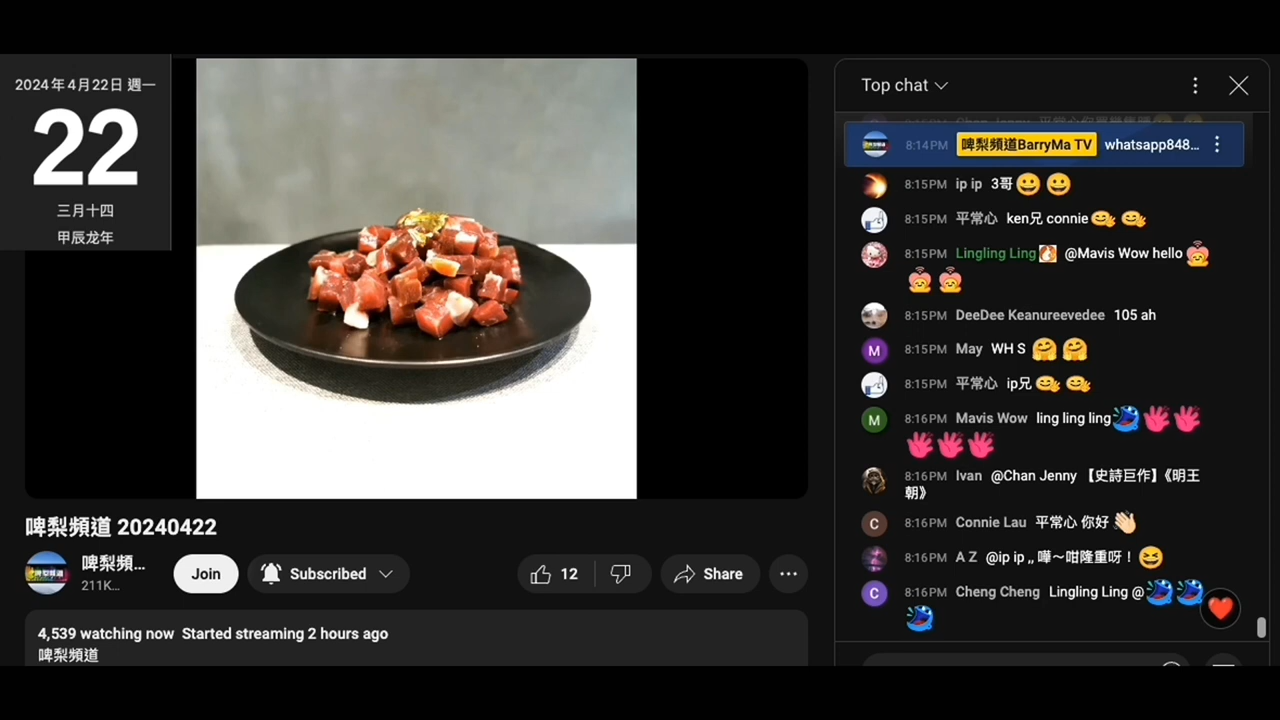 2024年4月22日 週一
22
三月十四
甲辰龙年
啤梨頻道 20240422
啤梨頻...
211K...
Join
Subscribed
12
Share
4,539 watching now Started streaming 2 hours ago
啤梨頻道
Top chat
8:14PM 啤梨頻道BarryMa TV whatsapp848...
8:15PM ip ip 3哥
8:15PM 平常心 ken兄 connie
8:15PM Lingling Ling @Mavis Wow hello
8:15PM DeeDee Keanureevedee 105 ah
M 8:15PM May WH S
8:15PM 平常心 ip兄
M 8:16PM Mavis Wow ling ling ling
8:16PM Ivan @Chan Jenny 【史詩巨作】《明王
朝》
C 8:16PM Connie Lau 平常心 你好
8:16PM A Z @ip ip ,, 嘩～咁隆重呀！
C 8:16PM Cheng Cheng Lingling Ling @